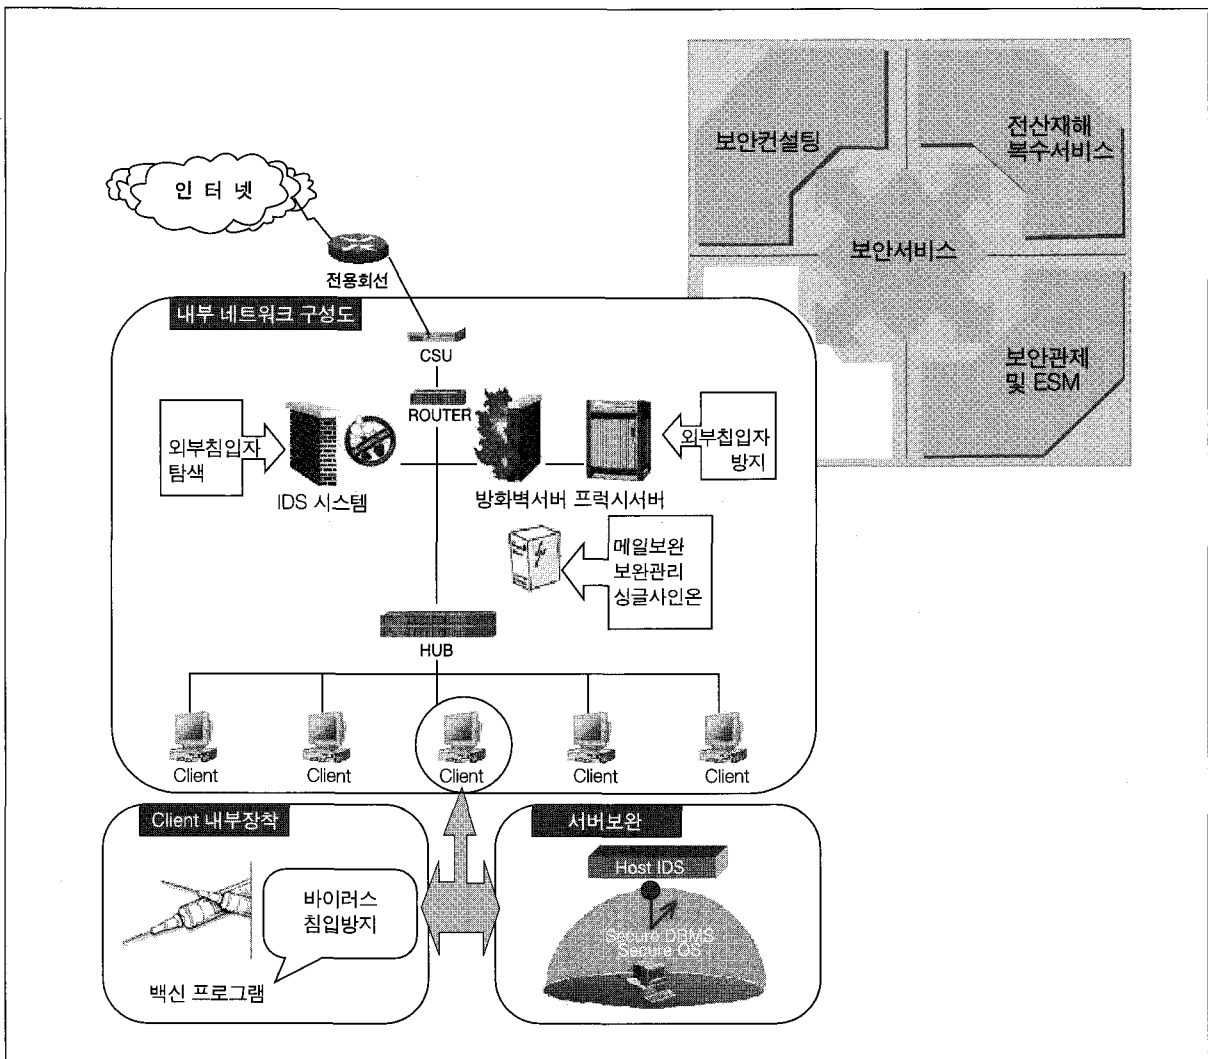 보안컨설팅
전산재해
복수서비스
인 터 넷
보안서비스
전용회선
내부 네트워크 구성도
CSU
보안관제
및 ESM
ROUTER
외부침입자
탐색
외부칩입자
방지
IDS 시스템
방화벽서버
프럭시서버
메일보완
보완관리
싱글사인온
HUB
Client
Client
Client
Client
Client
Client 내부장착
서버보완
Host IDS
바이러스
침입방지
Secure DBMS
Secure OS
백신 프로그램